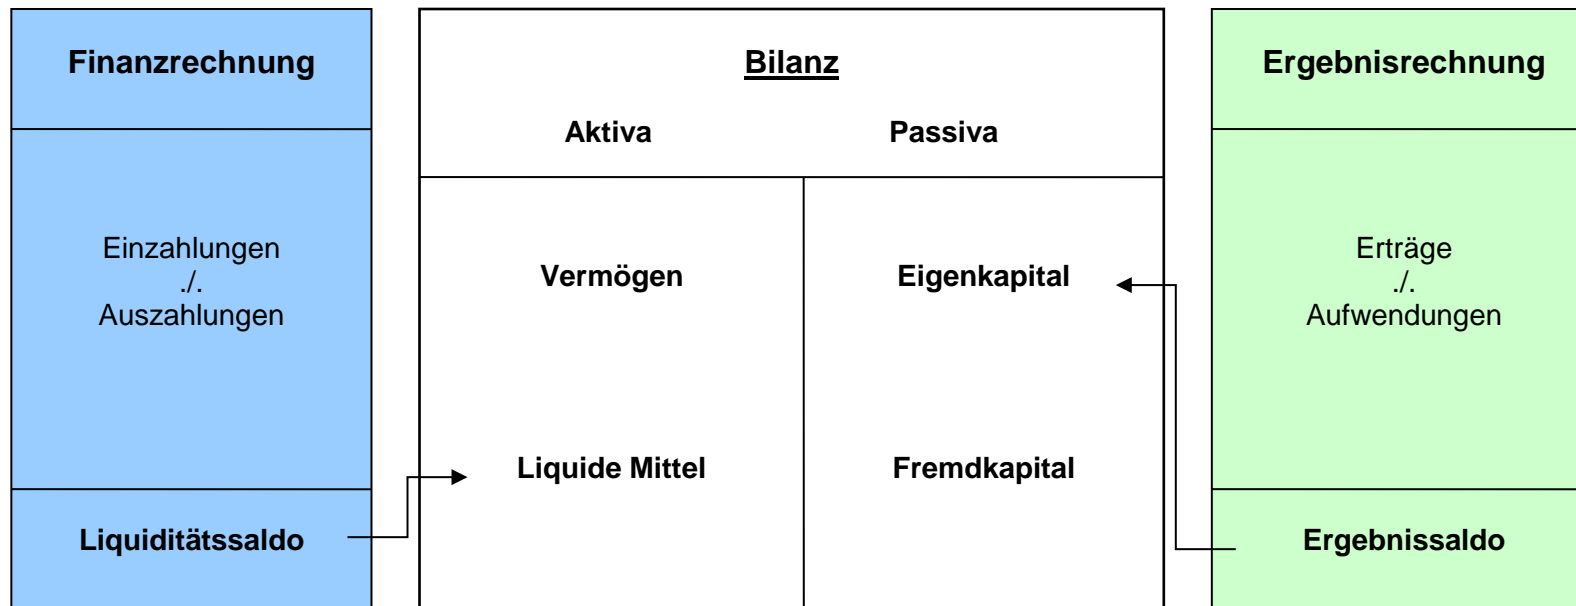 Finanzrechnung
Einzahlungen
./.
Auszahlungen
Liquiditätssaldo
Bilanz
Aktiva Passiva
Vermögen Eigenkapital
Liquide Mittel Fremdkapital
Ergebnisrechnung
Erträge
./.
Aufwendungen
Ergebnissaldo